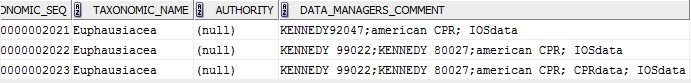 ONOMIC_SEQ TAXONOMIC_NAME AUTHORITY DATA_MANAGERS_COMMENT
0000002021 Euphausiacea (null) KENNEDY92047;american CPR; IOSdata
0000002022 Euphausiacea (null) KENNEDY 99022;KENNEDY 80027;american CPR; IOSdata
0000002023 Euphausiacea (null) KENNEDY 99022;KENNEDY 80027;american CPR; CPRdata; IOSdata